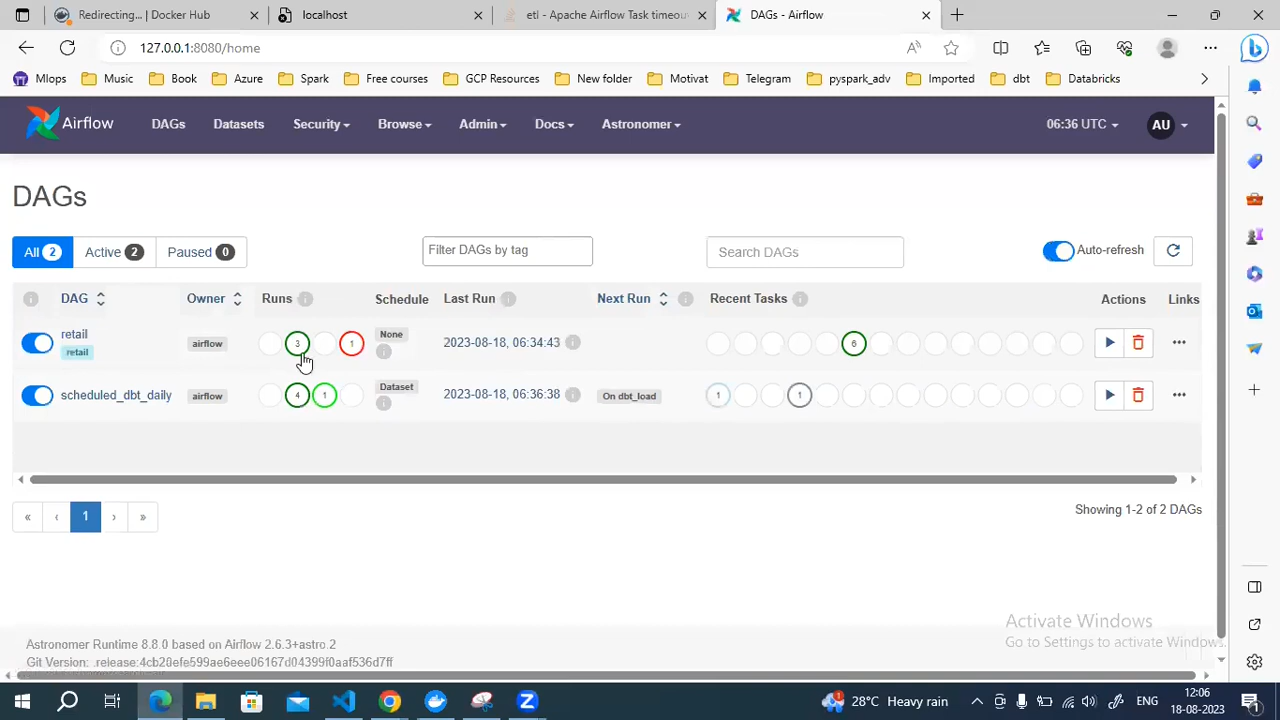 Redirecting... | Docker Hub
localhost
etl - Apache Airflow Task timeou
DAGs - Airflow
127.0.0.1:8080/home
Mlops
Music
Book
Azure
Spark
Free courses
GCP Resources
New folder
Motivat
Telegram
pyspark_adv
Imported
dbt
Databricks
Airflow
DAGs
Datasets
Security
Browse
Admin
Docs
Astronomer
06:36 UTC
AU
DAGs
All 2
Active 2
Paused 0
Filter DAGs by tag
Search DAGs
Auto-refresh
DAG
Owner
Runs
Schedule
Last Run
Next Run
Recent Tasks
Actions
Links
retail
retail
airflow
3
1
None
2023-08-18, 06:34:43
6
scheduled_dbt_daily
airflow
4
1
Dataset
2023-08-18, 06:36:38
On dbt_load
1
1
« ‹ 1 › »
Showing 1-2 of 2 DAGs
Activate Windows
Go to Settings to activate Windows.
Astronomer Runtime 8.8.0 based on Airflow 2.6.3+astro.2
Git Version: .release:4cb20efe599ae6eee06167d04399f0aaf536d7ff
28°C Heavy rain
ENG
12:06
18-08-2023